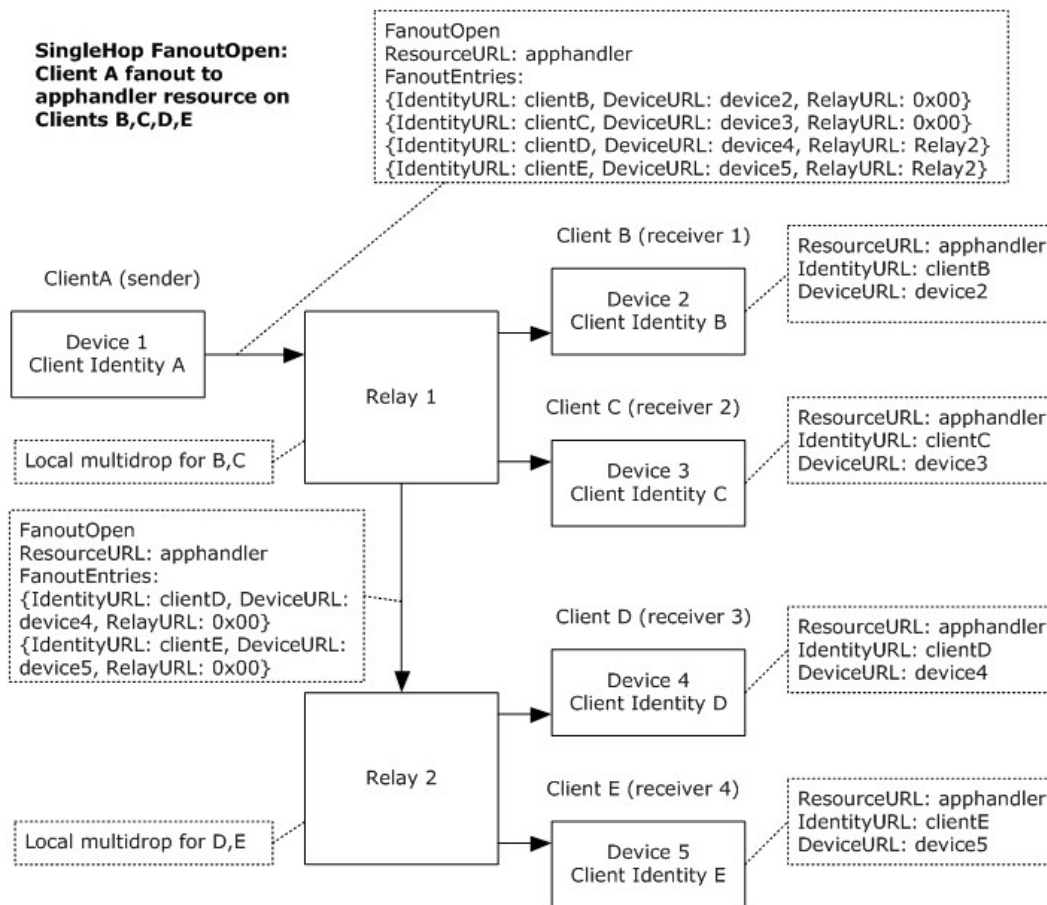 SingleHop FanoutOpen:
Client A fanout to
apphandler resource on
Clients B,C,D,E
FanoutOpen
ResourceURL: apphandler
FanoutEntries:
{IdentityURL: clientB, DeviceURL: device2, RelayURL: 0x00}
{IdentityURL: clientC, DeviceURL: device3, RelayURL: 0x00}
{IdentityURL: clientD, DeviceURL: device4, RelayURL: Relay2}
{IdentityURL: clientE, DeviceURL: device5, RelayURL: Relay2}
ClientA (sender)
Device 1
Client Identity A
Relay 1
Client B (receiver 1)
Device 2
Client Identity B
ResourceURL: apphandler
IdentityURL: clientB
DeviceURL: device2
Client C (receiver 2)
Device 3
Client Identity C
ResourceURL: apphandler
IdentityURL: clientC
DeviceURL: device3
Local multidrop for B,C
FanoutOpen
ResourceURL: apphandler
FanoutEntries:
{IdentityURL: clientD, DeviceURL:
device4, RelayURL: 0x00}
{IdentityURL: clientE, DeviceURL:
device5, RelayURL: 0x00}
Client D (receiver 3)
Device 4
Client Identity D
ResourceURL: apphandler
IdentityURL: clientD
DeviceURL: device4
Relay 2
Client E (receiver 4)
Device 5
Client Identity E
ResourceURL: apphandler
IdentityURL: clientE
DeviceURL: device5
Local multidrop for D,E